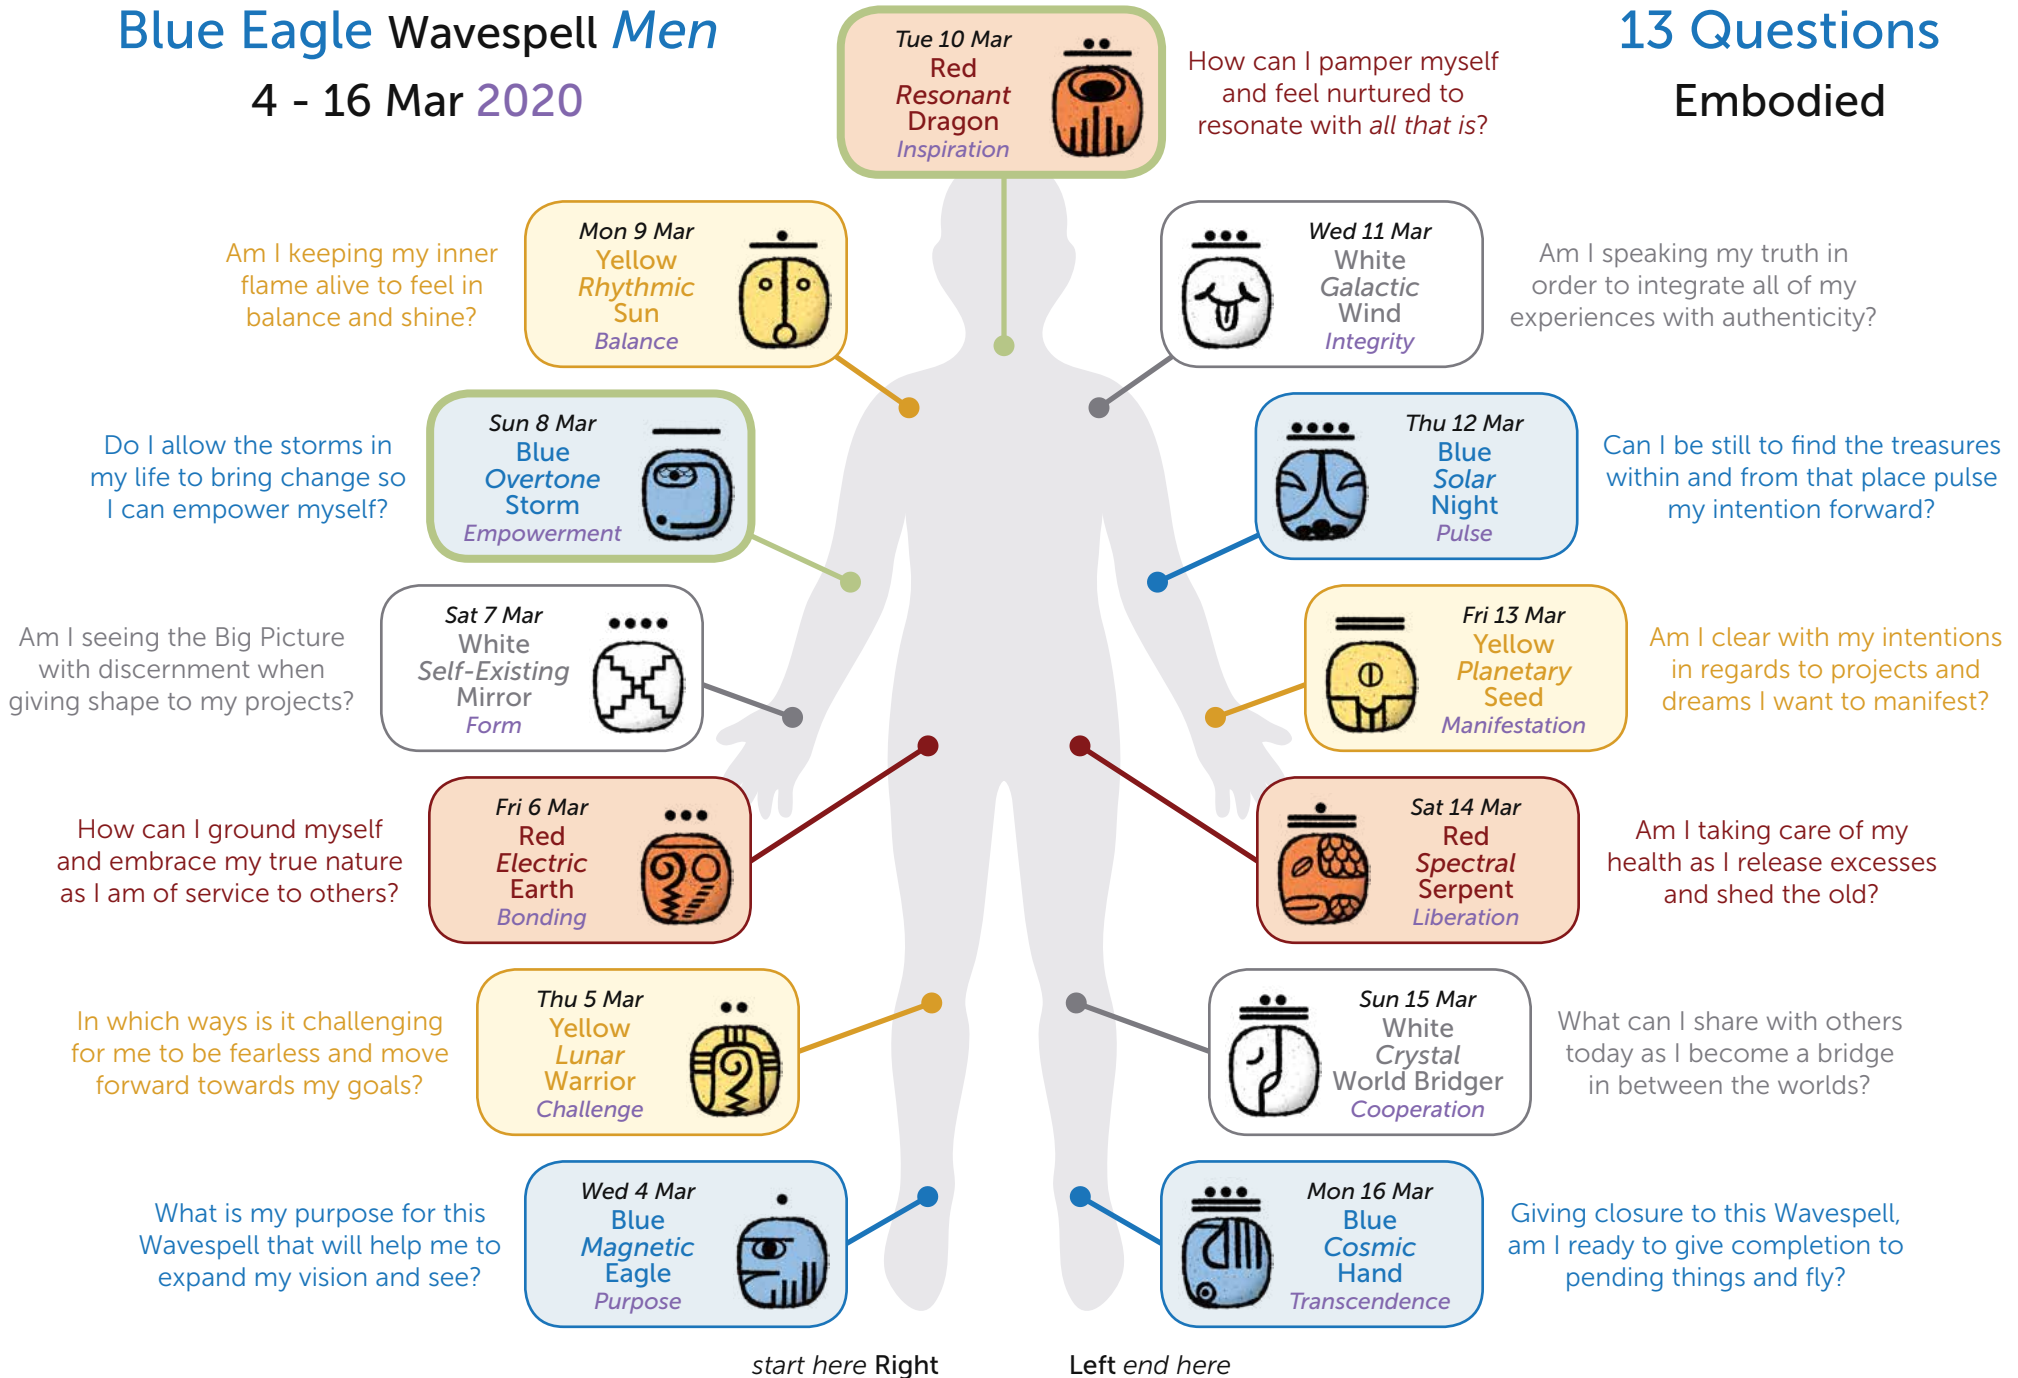 Blue Eagle Wavespell Men
4 - 16 Mar 2020
13 Questions
Embodied
Tue 10 Mar
Red
Resonant
Dragon
Inspiration
How can I pamper myself
and feel nurtured to
resonate with all that is?
Am I keeping my inner
flame alive to feel in
balance and shine?
Mon 9 Mar
Yellow
Rhythmic
Sun
Balance
Wed 11 Mar
White
Galactic
Wind
Integrity
Am I speaking my truth in
order to integrate all of my
experiences with authenticity?
Do I allow the storms in
my life to bring change so
I can empower myself?
Sun 8 Mar
Blue
Overtone
Storm
Empowerment
Thu 12 Mar
Blue
Solar
Night
Pulse
Can I be still to find the treasures
within and from that place pulse
my intention forward?
Am I seeing the Big Picture
with discernment when
giving shape to my projects?
Sat 7 Mar
White
Self-Existing
Mirror
Form
Fri 13 Mar
Yellow
Planetary
Seed
Manifestation
Am I clear with my intentions
in regards to projects and
dreams I want to manifest?
How can I ground myself
and embrace my true nature
as I am of service to others?
Fri 6 Mar
Red
Electric
Earth
Bonding
Sat 14 Mar
Red
Spectral
Serpent
Liberation
Am I taking care of my
health as I release excesses
and shed the old?
In which ways is it challenging
for me to be fearless and move
forward towards my goals?
Thu 5 Mar
Yellow
Lunar
Warrior
Challenge
Sun 15 Mar
White
Crystal
World Bridger
Cooperation
What can I share with others
today as I become a bridge
in between the worlds?
What is my purpose for this
Wavespell that will help me to
expand my vision and see?
Wed 4 Mar
Blue
Magnetic
Eagle
Purpose
Mon 16 Mar
Blue
Cosmic
Hand
Transcendence
Giving closure to this Wavespell,
am I ready to give completion to
pending things and fly?
start here Right
Left end here